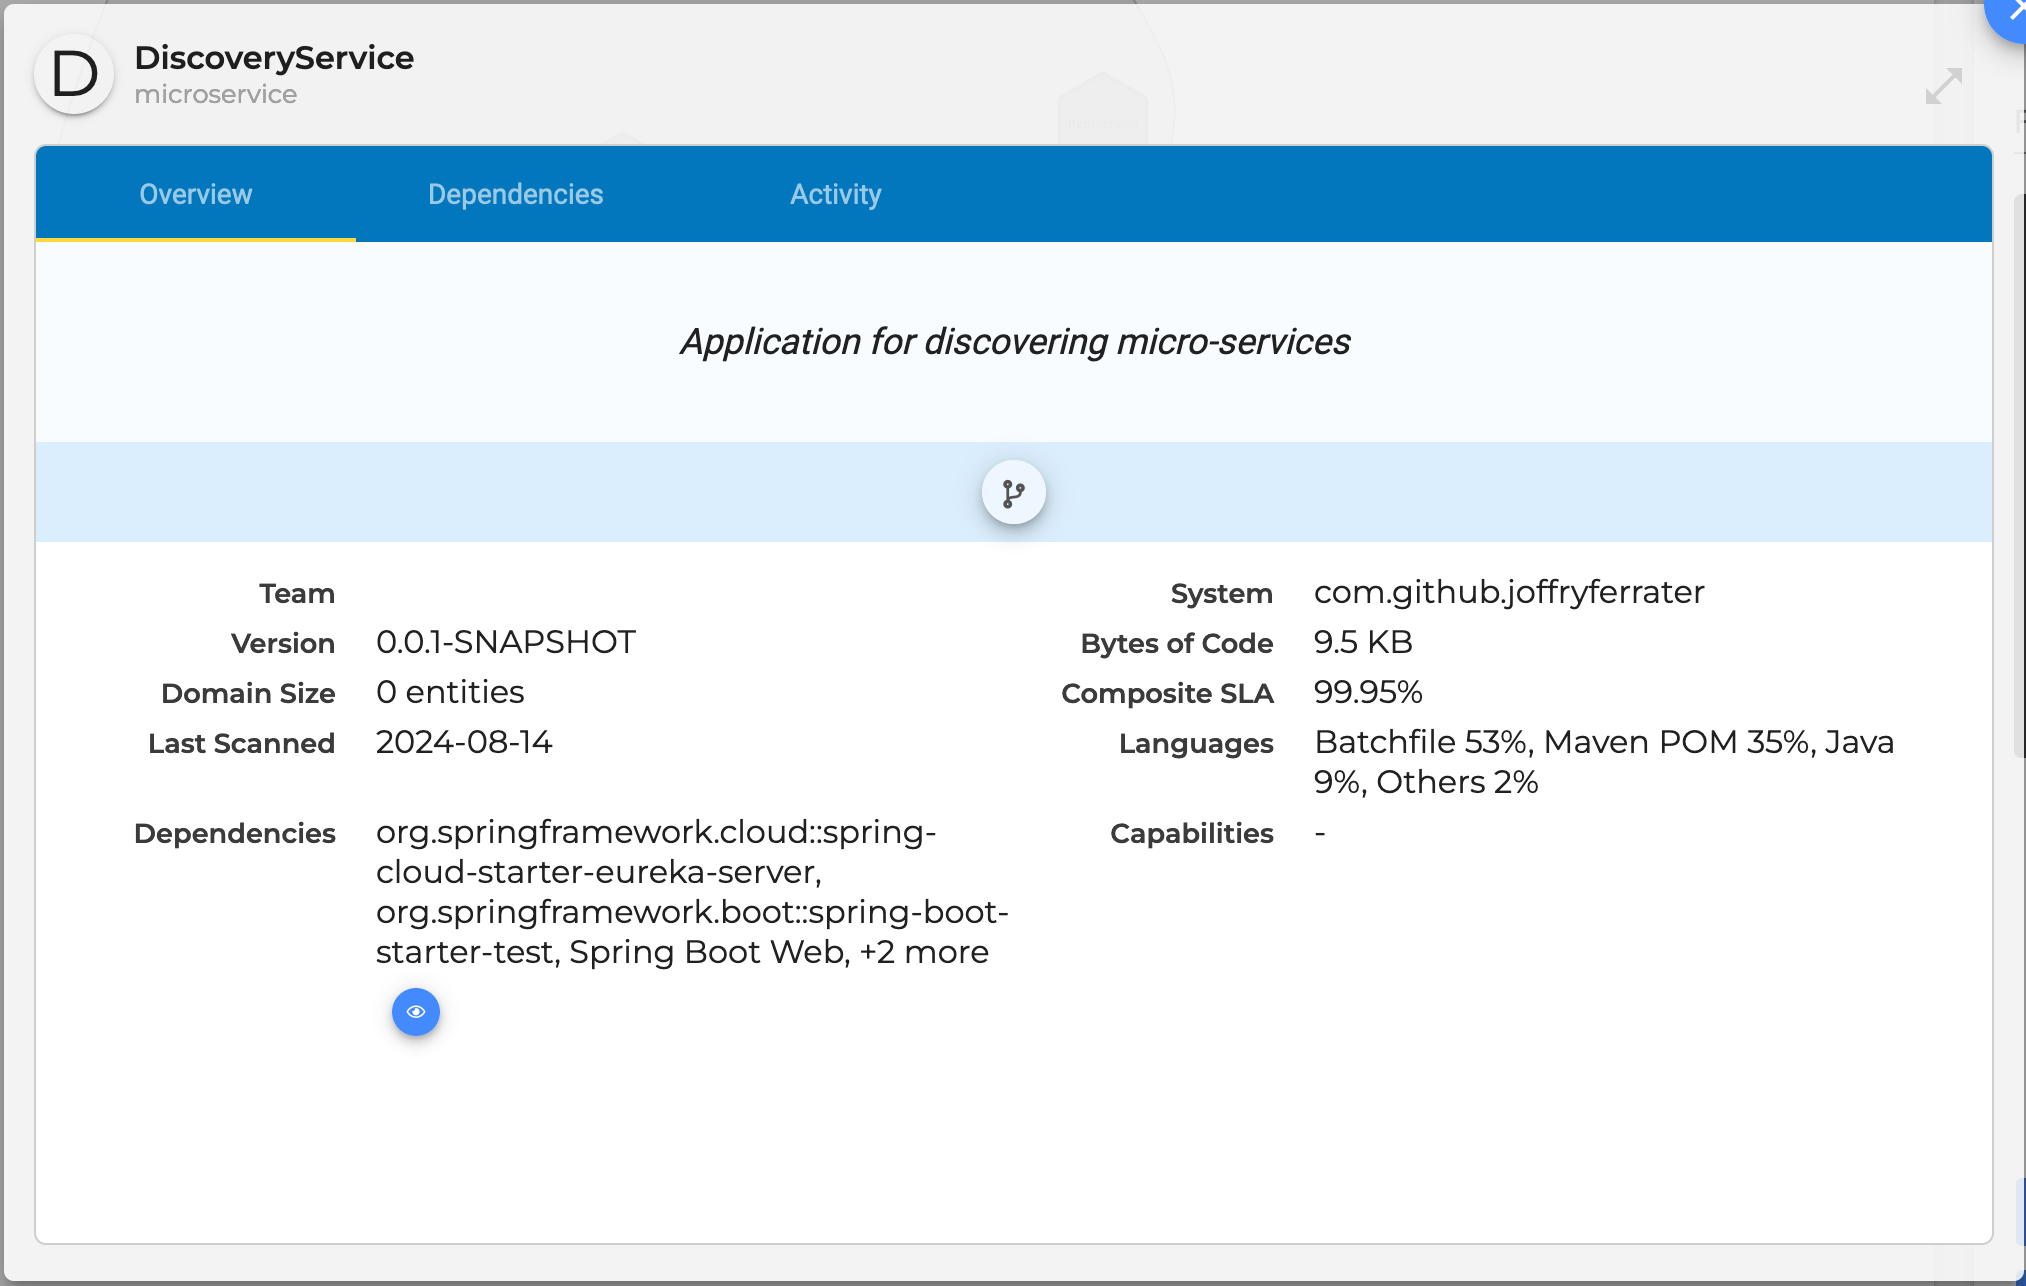 D
DiscoveryService
microservice
Overview
Dependencies
Activity
Application for discovering micro-services
Team
System
com.github.joffryferrater
Version
0.0.1-SNAPSHOT
Bytes of Code
9.5 KB
Domain Size
0 entities
Composite SLA
99.95%
Last Scanned
2024-08-14
Languages
Batchfile 53%, Maven POM 35%, Java
9%, Others 2%
Dependencies
org.springframework.cloud::spring-
cloud-starter-eureka-server,
org.springframework.boot::spring-boot-
starter-test, Spring Boot Web, +2 more
Capabilities
-